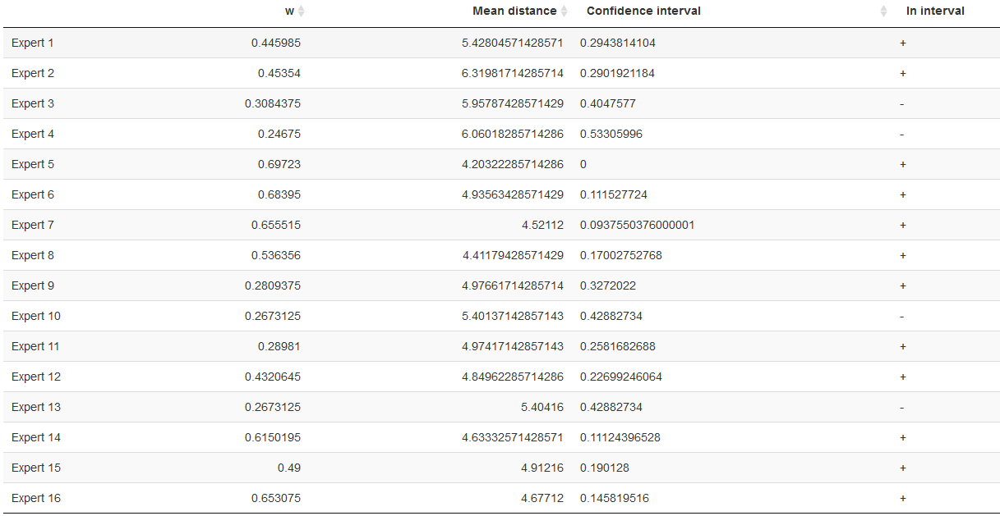 w Mean distance Confidence interval In interval
Expert 1 0.445985 5.42804571428571 0.2943814104 +
Expert 2 0.45354 6.31981714285714 0.2901921184 +
Expert 3 0.3084375 5.95787428571429 0.4047577 -
Expert 4 0.24675 6.06018285714286 0.53305996 -
Expert 5 0.69723 4.20322285714286 0 +
Expert 6 0.68395 4.93563428571429 0.111527724 +
Expert 7 0.655515 4.52112 0.0937550376000001 +
Expert 8 0.536356 4.41179428571429 0.17002752768 +
Expert 9 0.2809375 4.97661714285714 0.3272022 +
Expert 10 0.2673125 5.40137142857143 0.42882734 -
Expert 11 0.28981 4.97417142857143 0.2581682688 +
Expert 12 0.4320645 4.84962285714286 0.22699246064 +
Expert 13 0.2673125 5.40416 0.42882734 -
Expert 14 0.6150195 4.63332571428571 0.11124396528 +
Expert 15 0.49 4.91216 0.190128 +
Expert 16 0.653075 4.67712 0.145819516 +